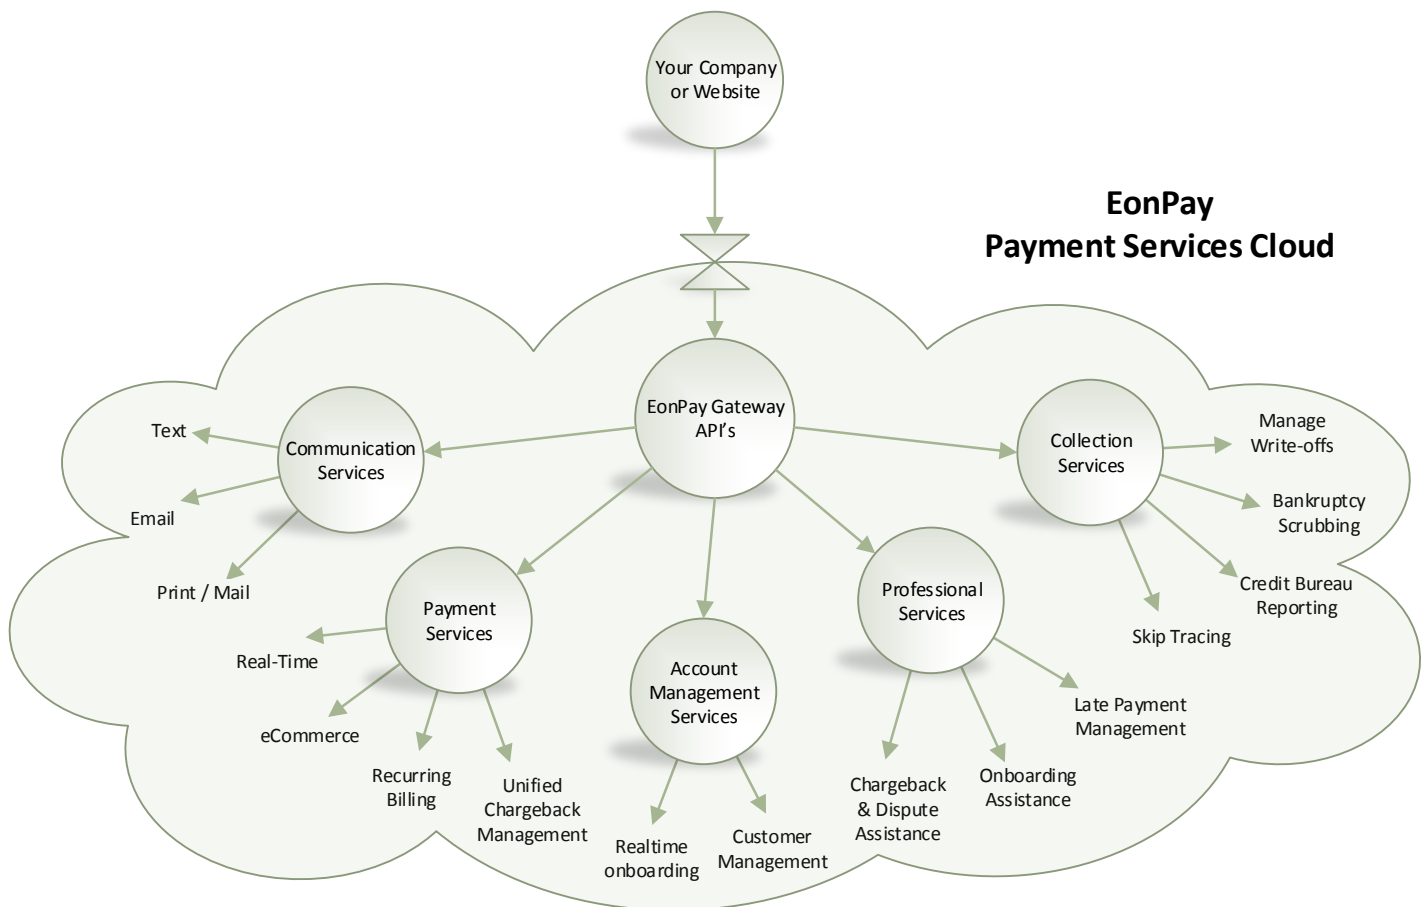 Your Company
or Website
EonPay
Payment Services Cloud
EonPay Gateway
API's
Communication
Services
Text
Email
Print / Mail
Payment
Services
Real-Time
eCommerce
Recurring
Billing
Unified
Chargeback
Management
Account
Management
Services
Realtime
onboarding
Customer
Management
Professional
Services
Chargeback
& Dispute
Assistance
Onboarding
Assistance
Late Payment
Management
Collection
Services
Manage
Write-offs
Bankruptcy
Scrubbing
Credit Bureau
Reporting
Skip Tracing